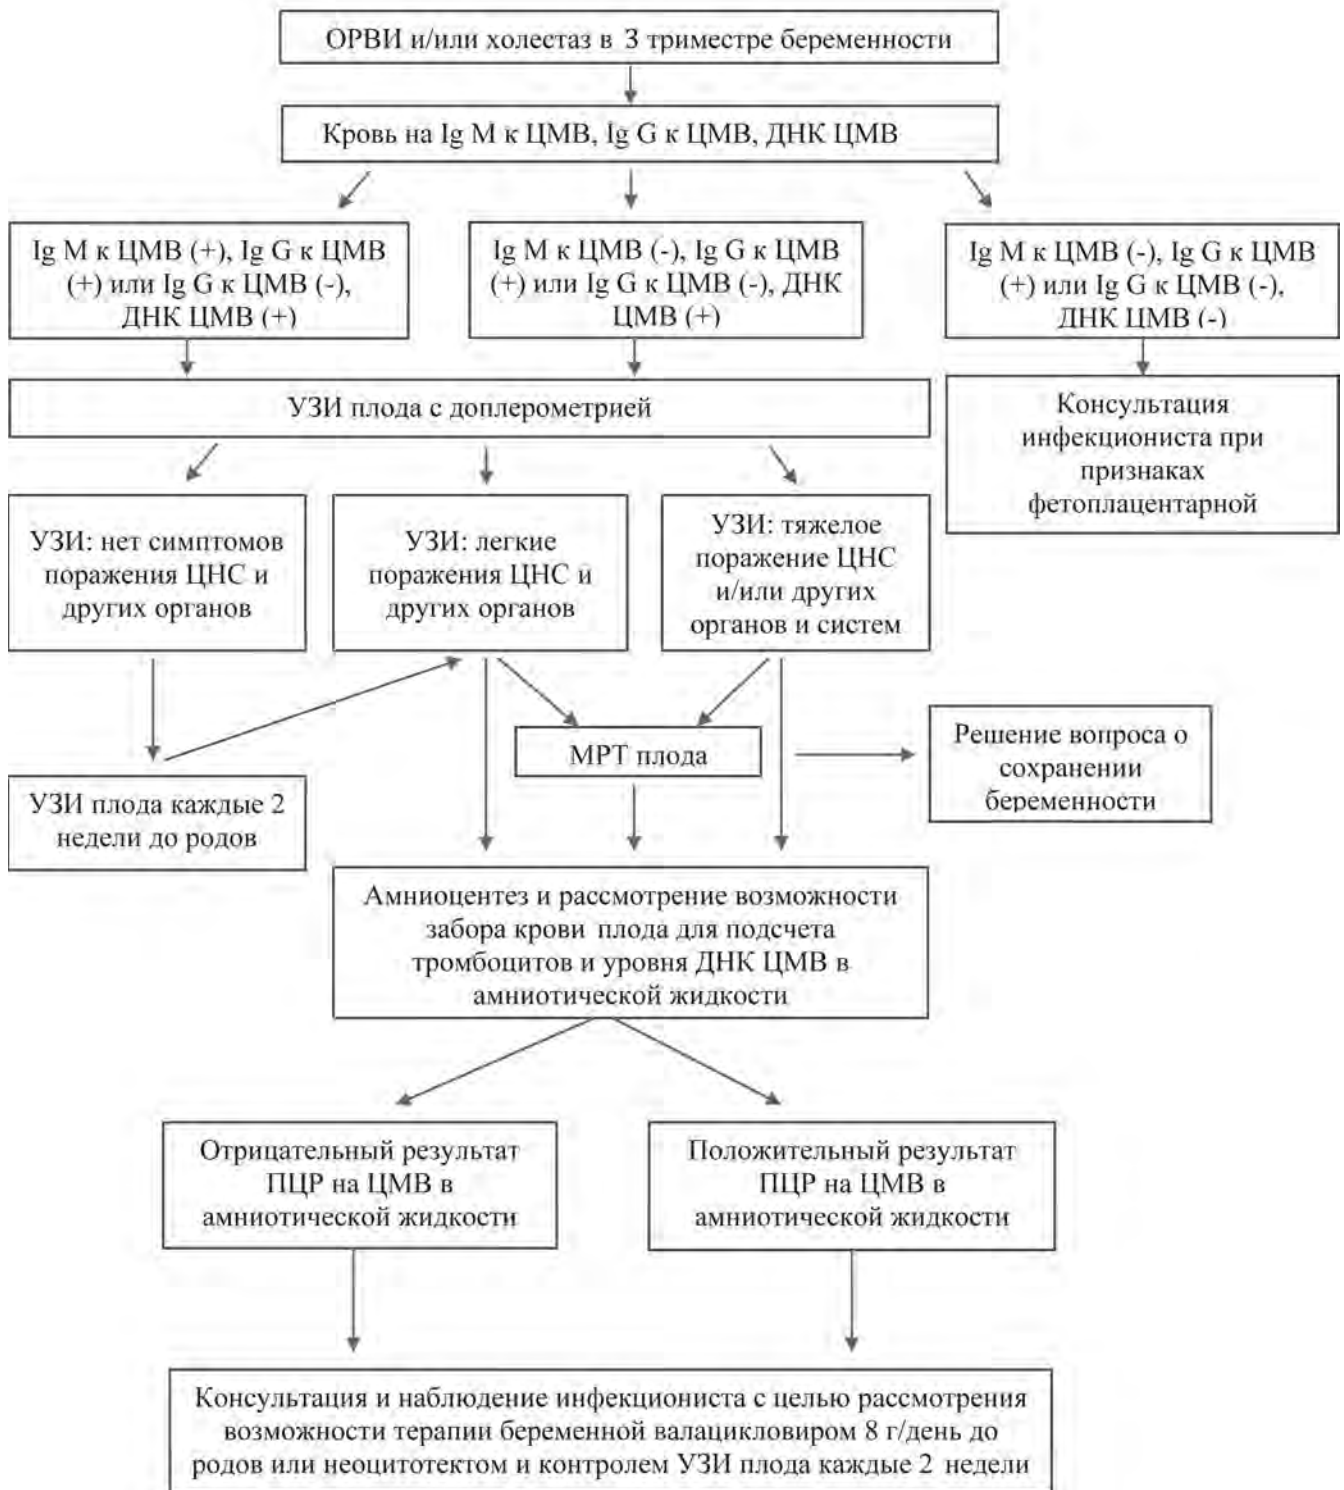 ОРВИ и/или холестаз в 3 триместре беременности
Кровь на Ig M к ЦМВ, Ig G к ЦМВ, ДНК ЦМВ
Ig M к ЦМВ (+), Ig G к ЦМВ
(+) или Ig G к ЦМВ (-),
ДНК ЦМВ (+)
Ig M к ЦМВ (-), Ig G к ЦМВ
(+) или Ig G к ЦМВ (-), ДНК
ЦМВ (+)
Ig M к ЦМВ (-), Ig G к ЦМВ
(+) или Ig G к ЦМВ (-),
ДНК ЦМВ (-)
УЗИ плода с доплерометрией
Консультация
инфекциониста при
признаках
фетоплацентарной
УЗИ: нет симптомов
поражения ЦНС и
других органов
УЗИ: легкие
поражения ЦНС и
других органов
УЗИ: тяжелое
поражение ЦНС
и/или других
органов и систем
МРТ плода
Решение вопроса о
сохранении
беременности
УЗИ плода каждые 2
недели до родов
Амниоцентез и рассмотрение возможности
забора крови плода для подсчета
тромбоцитов и уровня ДНК ЦМВ в
амниотической жидкости
Отрицательный результат
ПЦР на ЦМВ в
амниотической жидкости
Положительный результат
ПЦР на ЦМВ в
амниотической жидкости
Консультация и наблюдение инфекциониста с целью рассмотрения
возможности терапии беременной валацикловиром 8 г/день до
родов или неоцитотектом и контролем УЗИ плода каждые 2 недели